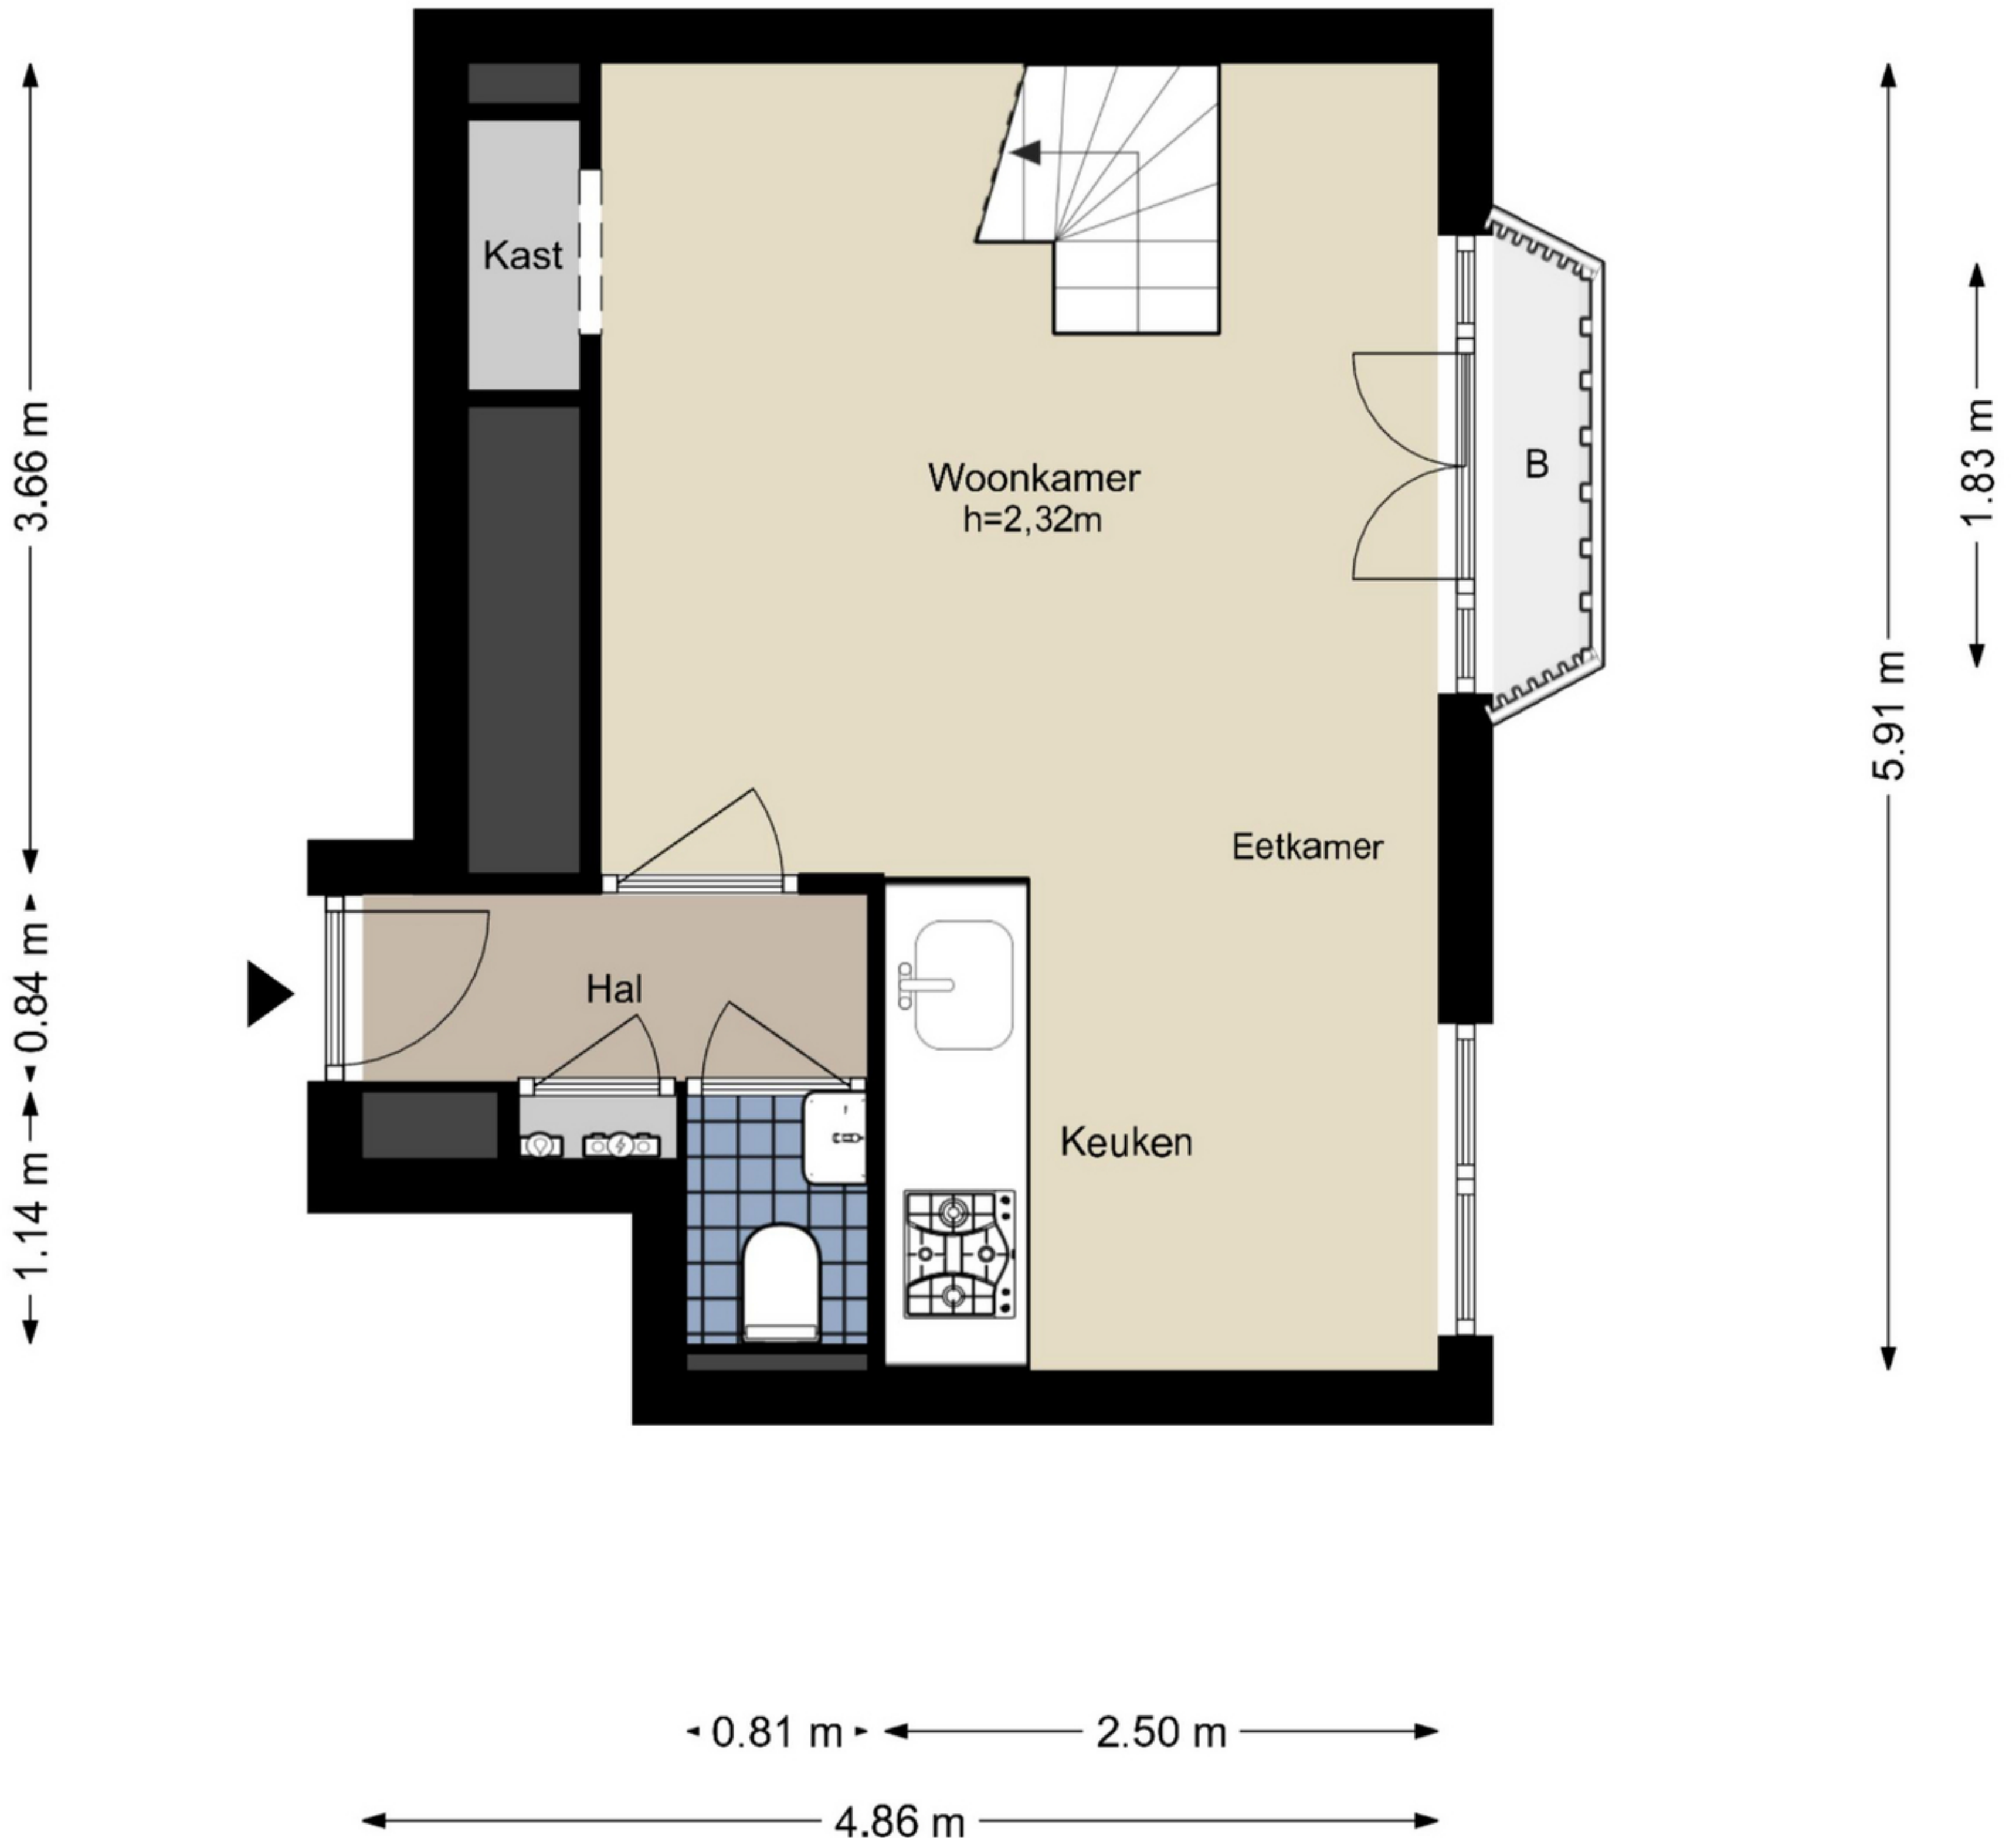 Kast
Woonkamer
h=2,32m
B
Eetkamer
Hal
Keuken
3.66 m
0.84 m
1.14 m
5.91 m
1.83 m
0.81 m
2.50 m
4.86 m